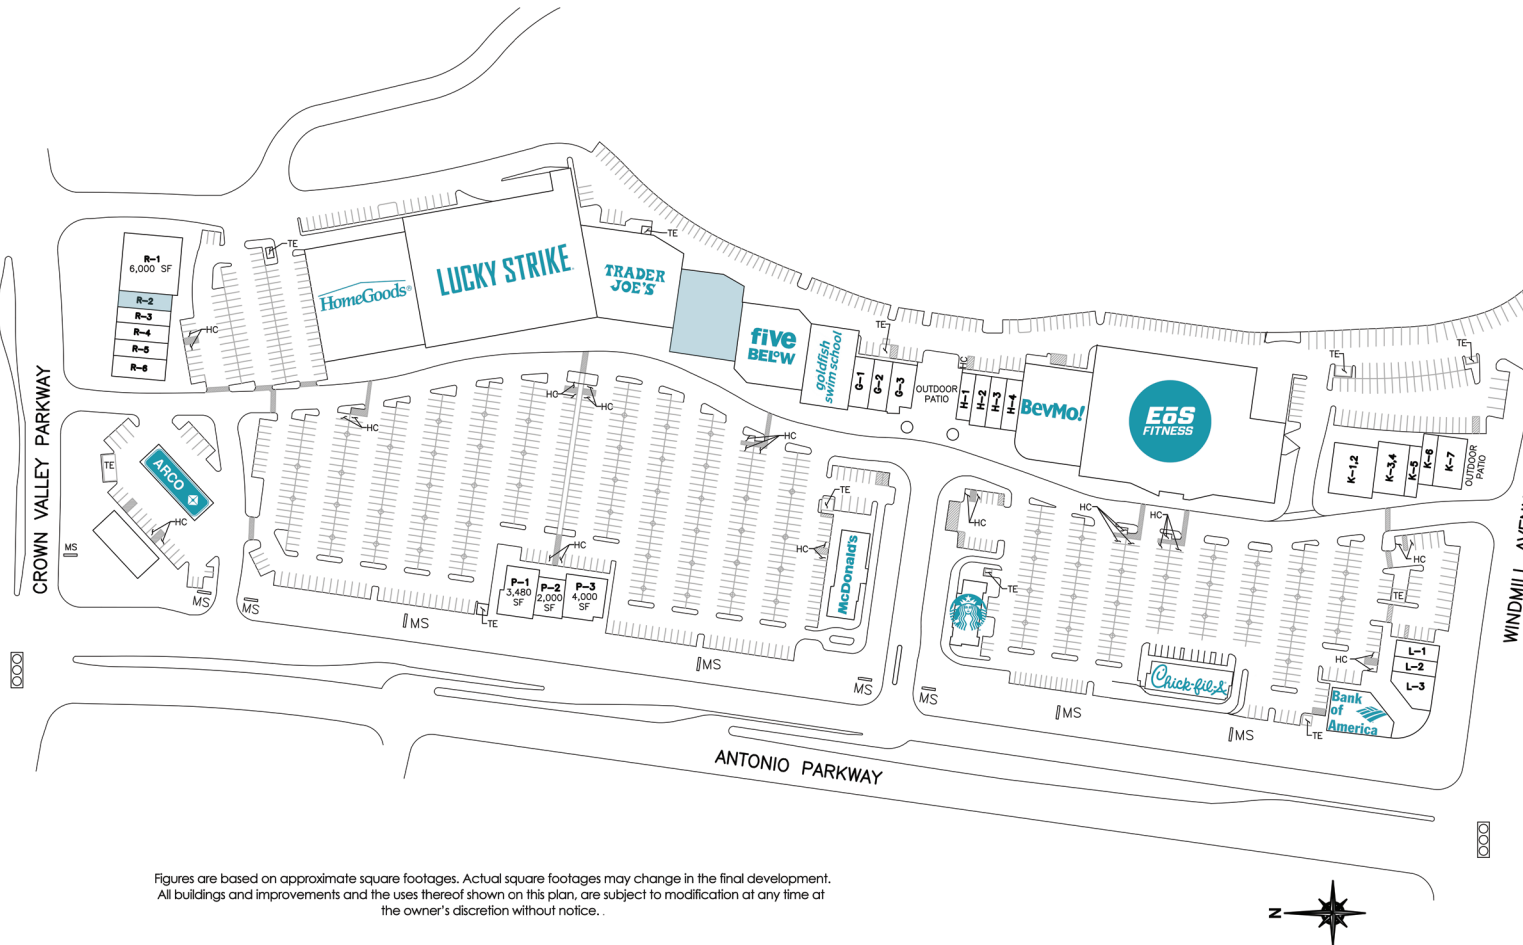 CROWN VALLEY PARKWAY
R-1
6,000 SF
R-2
R-3
R-4
R-5
R-6
HC
TE
HomeGoods®
LUCKY STRIKE
TRADER
JOE'S
TE
five
BELOW
goldfish
swim school
TE
G-1
G-2
G-3
OUTDOOR
PATIO
HC
H-1
H-2
H-3
H-4
BevMo!
EōS
FITNESS
TE
TE
K-1,2
K-3,4
K-5
K-6
K-7
OUTDOOR
PATIO
TE
ARCO
HC
MS
MS
MS
HC
HC
HC
HC
HC
P-1
3,480
SF
P-2
2,000
SF
P-3
4,000
SF
TE
MS
TE
HC
McDonald's
MS
MS
HC
TE
HC
HC
MS
Chick-fil-A
MS
MS
HC
TE
HC
L-1
L-2
L-3
Bank
of
America
TE
WINDMILL
ANTONIO PARKWAY
Figures are based on approximate square footages. Actual square footages may change in the final development.
All buildings and improvements and the uses thereof shown on this plan, are subject to modification at any time at
the owner's discretion without notice. .
N